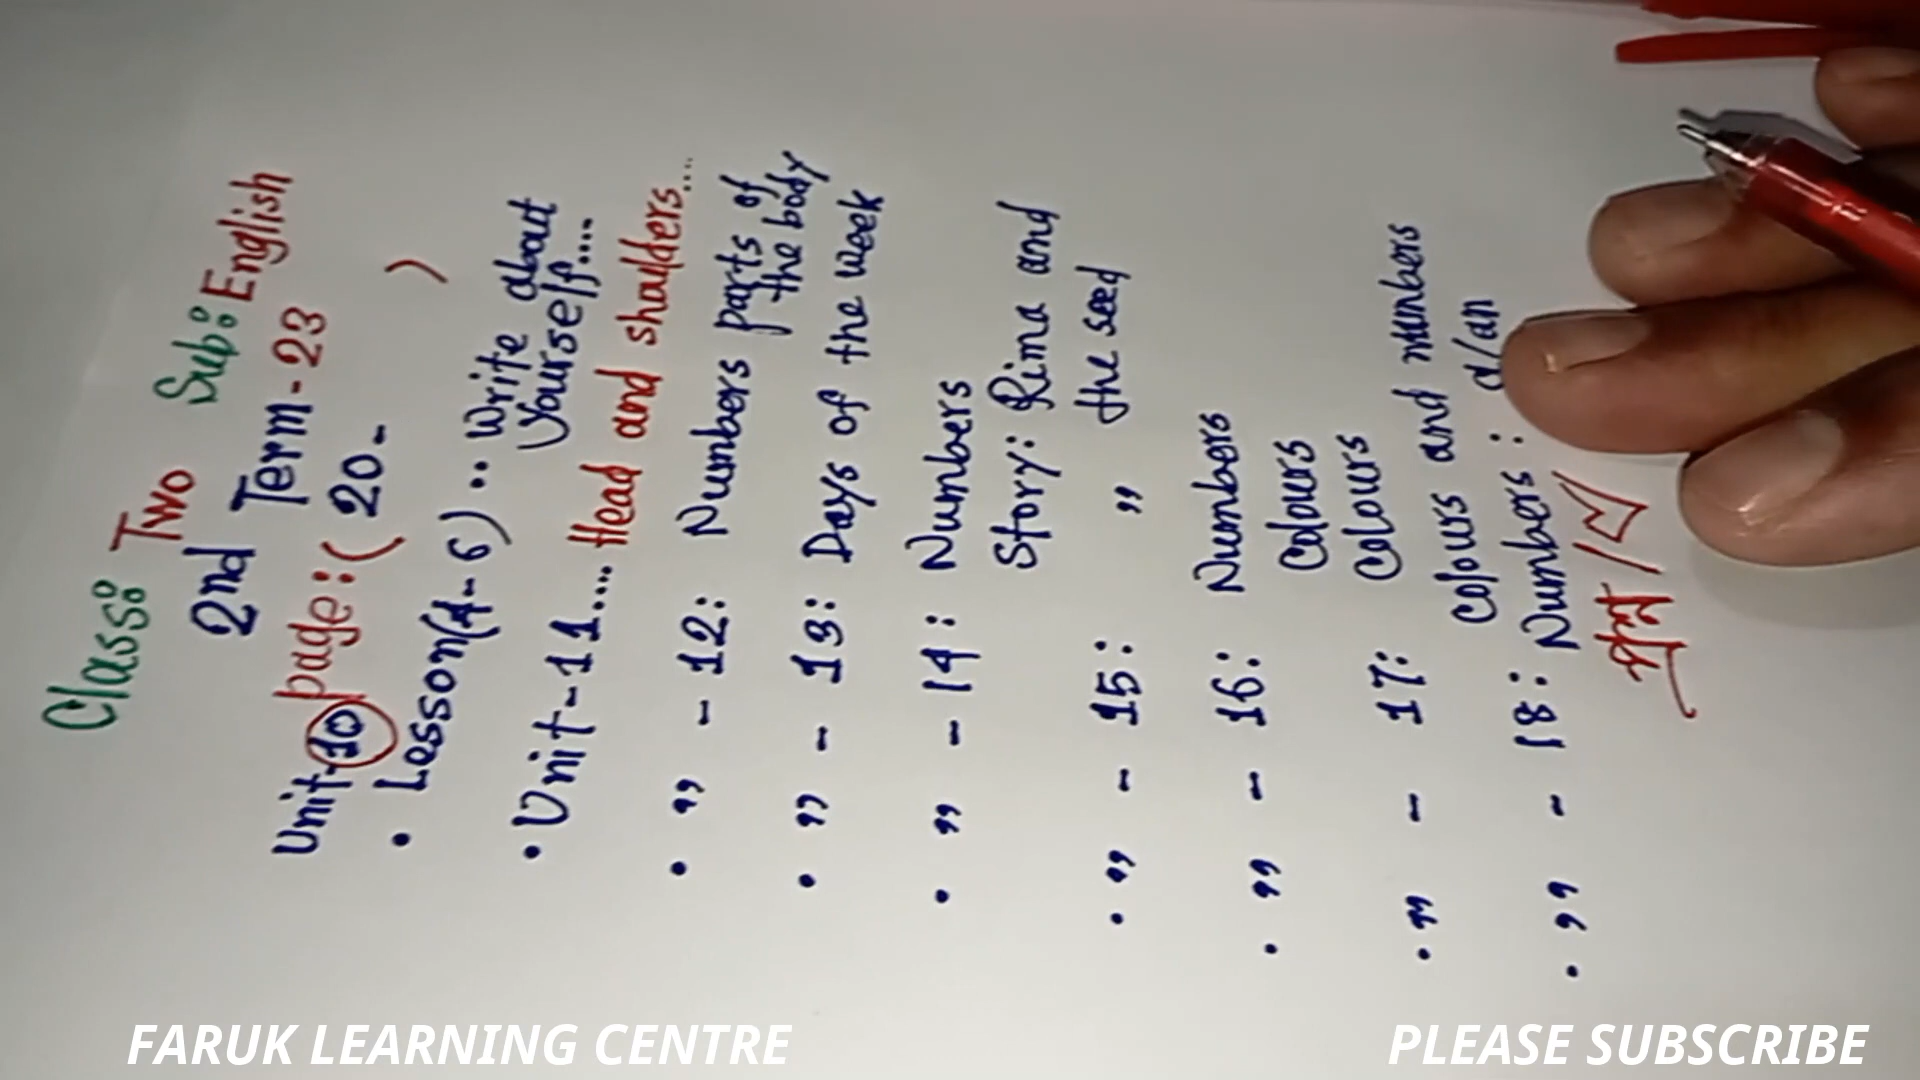 Class: Two Sub: English
2nd Term - 23
Unit-10 page: ( 20- )
• Lesson(4-6) .. Write about
Yourself....
• Unit-11.... Head and shadders....
• ,, - 12: Numbers parts of
the body
• ,, - 13: Days of the week
• ,, - 14: Numbers
Story: Rima and
• ,, - 15: ,, the seed
• ,, - 16: Numbers
Colours
• ,, - 17: Colours
Colours and numbers
• ,, - 18: Numbers: a/an
FARUK LEARNING CENTRE
PLEASE SUBSCRIBE